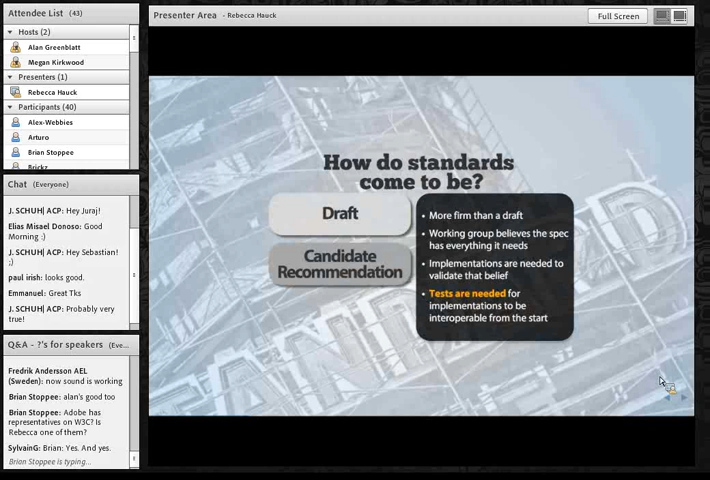 Attendee List (43)
Hosts (2)
Alan Greenblatt
Megan Kirkwood
Presenters (1)
Rebecca Hauck
Participants (40)
Alex-Webbies
Arturo
Brian Stoppee
Brickz
Chat (Everyone)
J. SCHUH| ACP: Hey Juraj!
Elias Misael Donoso: Good
Morning :)
J. SCHUH| ACP: Hey Sebastian!
;)
paul irish: looks good.
Emmanuel: Great Tks
J. SCHUH| ACP: Probably very
true!
Q&A - ?'s for speakers (Eve...
Fredrik Andersson AEL
(Sweden): now sound is working
Brian Stoppee: alan's good too
Brian Stoppee: Adobe has
representatives on W3C? Is
Rebecca one of them?
SylvainG: Brian: Yes. And yes.
Brian Stoppee is typing...
Presenter Area - Rebecca Hauck
Full Screen
How do standards
come to be?
Draft
Candidate
Recommendation
• More firm than a draft
• Working group believes the spec
has everything it needs
• Implementations are needed to
validate that belief
• Tests are needed for
implementations to be
interoperable from the start